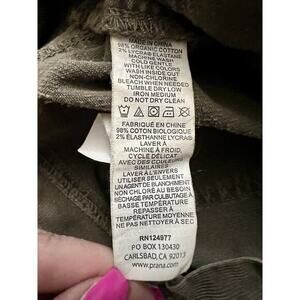 MADE IN CHINA
98% ORGANIC COTTON
2% LYCRA® ELASTANE
MACHINE WASH
COLD GENTLE
WITH LIKE COLORS
WASH INSIDE OUT
NON-CHLORINE
BLEACH WHEN NEEDED
TUMBLE DRY LOW
IRON MEDIUM
DO NOT DRY CLEAN
FABRIQUÉ EN CHINE
98% COTON BIOLOGIQUE
2% ÉLASTHANNE LYCRA®
LAVER À
MACHINE À FROID,
CYCLE DÉLICAT
AVEC DES COULEURS
SIMILAIRES
LAVER À L'ENVERS
UTILISER SEULEMENT
UNAGENT DE BLANCHIMENT
NON CHLORÉ AU BESOIN
SÉCHAGE PAR CULBUTAGE À
BASSE TEMPÉRATURE
REPASSER À
TEMPÉRATURE MOYENNE
NE PAS NETTOYER À SEC
RN124977
PO BOX 130430
CARLSBAD, CA 92013
www.prana.com